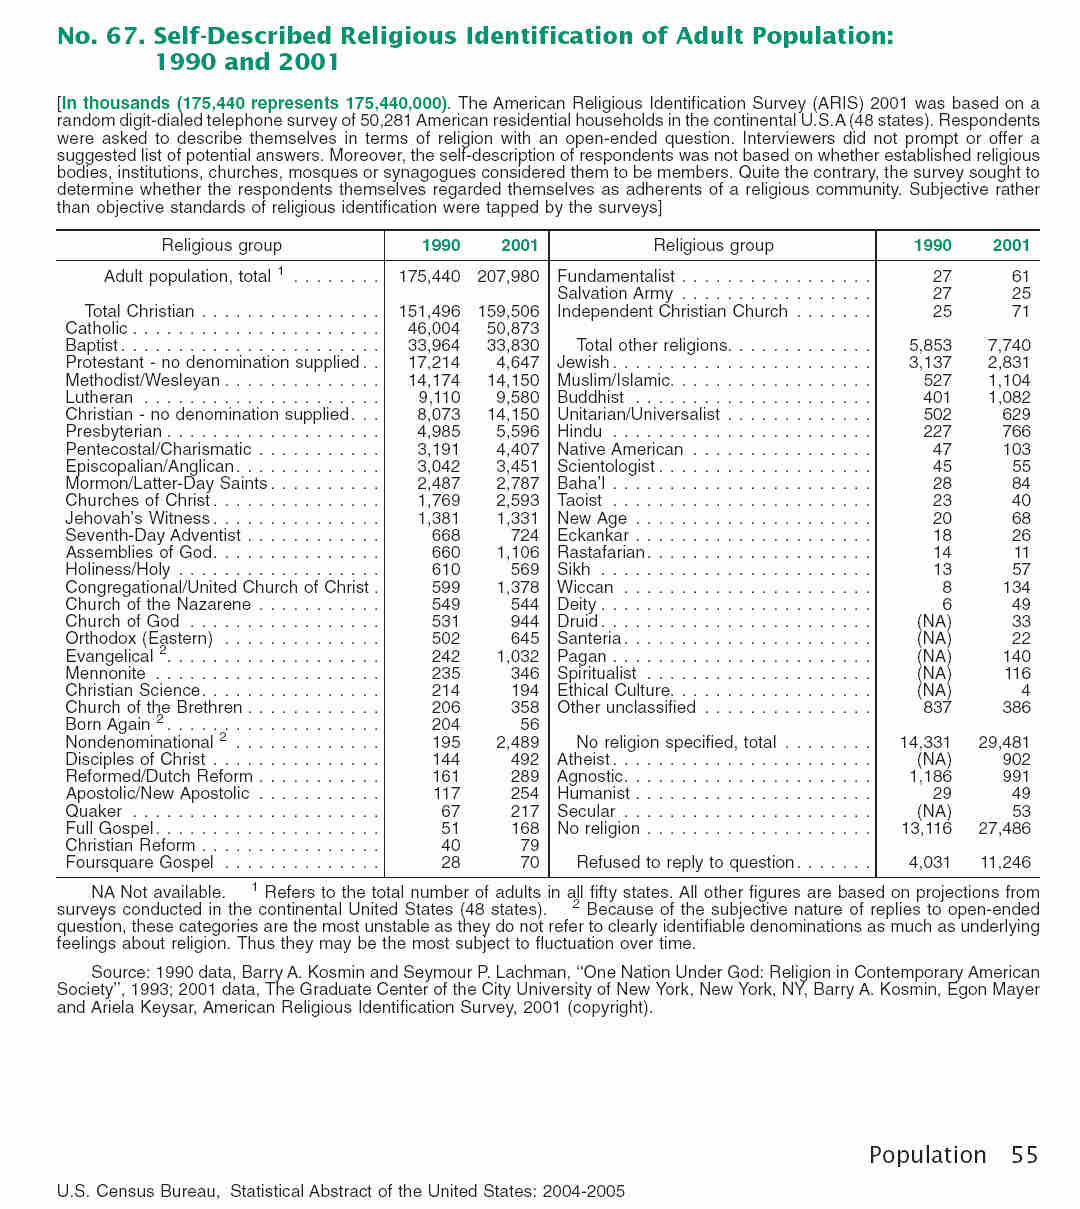 No. 67. Self-Described Religious Identification of Adult Population:
1990 and 2001
[In thousands (175,440 represents 175,440,000). The American Religious Identification Survey (ARIS) 2001 was based on a
random digit-dialed telephone survey of 50,281 American residential households in the continental U.S.A (48 states). Respondents
were asked to describe themselves in terms of religion with an open-ended question. Interviewers did not prompt or offer a
suggested list of potential answers. Moreover, the self-description of respondents was not based on whether established religious
bodies, institutions, churches, mosques or synagogues considered them to be members. Quite the contrary, the survey sought to
determine whether the respondents themselves regarded themselves as adherents of a religious community. Subjective rather
than objective standards of religious identification were tapped by the surveys]
Religious group 1990 2001
Adult population, total 1 . . . . . . . . 175,440 207,980
Total Christian . . . . . . . . . . . . . . . . 151,496 159,506
Catholic . . . . . . . . . . . . . . . . . . . . . . 46,004 50,873
Baptist . . . . . . . . . . . . . . . . . . . . . . . 33,964 33,830
Protestant - no denomination supplied . . 17,214 4,647
Methodist/Wesleyan . . . . . . . . . . . . . . 14,174 14,150
Lutheran . . . . . . . . . . . . . . . . . . . . . 9,110 9,580
Christian - no denomination supplied . . . 8,073 14,150
Presbyterian . . . . . . . . . . . . . . . . . . . 4,985 5,596
Pentecostal/Charismatic . . . . . . . . . . . 3,191 4,407
Episcopalian/Anglican . . . . . . . . . . . . . 3,042 3,451
Mormon/Latter-Day Saints . . . . . . . . . . 2,487 2,787
Churches of Christ . . . . . . . . . . . . . . . 1,769 2,593
Jehovah's Witness . . . . . . . . . . . . . . . 1,381 1,331
Seventh-Day Adventist . . . . . . . . . . . . 668 724
Assemblies of God . . . . . . . . . . . . . . . 660 1,106
Holiness/Holy . . . . . . . . . . . . . . . . . . 610 569
Congregational/United Church of Christ . 599 1,378
Church of the Nazarene . . . . . . . . . . . 549 544
Church of God . . . . . . . . . . . . . . . . . 531 944
Orthodox (Eastern) . . . . . . . . . . . . . . 502 645
Evangelical 2 . . . . . . . . . . . . . . . . . . . 242 1,032
Mennonite . . . . . . . . . . . . . . . . . . . . 235 346
Christian Science . . . . . . . . . . . . . . . . 214 194
Church of the Brethren . . . . . . . . . . . . 206 358
Born Again 2 . . . . . . . . . . . . . . . . . . . 204 56
Nondenominational 2 . . . . . . . . . . . . . 195 2,489
Disciples of Christ . . . . . . . . . . . . . . . 144 492
Reformed/Dutch Reform . . . . . . . . . . . 161 289
Apostolic/New Apostolic . . . . . . . . . . . 117 254
Quaker . . . . . . . . . . . . . . . . . . . . . . 67 217
Full Gospel . . . . . . . . . . . . . . . . . . . . 51 168
Christian Reform . . . . . . . . . . . . . . . . 40 79
Foursquare Gospel . . . . . . . . . . . . . . 28 70
Religious group 1990 2001
Fundamentalist . . . . . . . . . . . . . . . . . 27 61
Salvation Army . . . . . . . . . . . . . . . . . 27 25
Independent Christian Church . . . . . . . 25 71
Total other religions . . . . . . . . . . . . . 5,853 7,740
Jewish . . . . . . . . . . . . . . . . . . . . . . . 3,137 2,831
Muslim/Islamic . . . . . . . . . . . . . . . . . . 527 1,104
Buddhist . . . . . . . . . . . . . . . . . . . . . 401 1,082
Unitarian/Universalist . . . . . . . . . . . . . 502 629
Hindu . . . . . . . . . . . . . . . . . . . . . . . 227 766
Native American . . . . . . . . . . . . . . . . 47 103
Scientologist . . . . . . . . . . . . . . . . . . . 45 55
Baha'I . . . . . . . . . . . . . . . . . . . . . . . 28 84
Taoist . . . . . . . . . . . . . . . . . . . . . . . 23 40
New Age . . . . . . . . . . . . . . . . . . . . . 20 68
Eckankar . . . . . . . . . . . . . . . . . . . . . 18 26
Rastafarian . . . . . . . . . . . . . . . . . . . . 14 11
Sikh . . . . . . . . . . . . . . . . . . . . . . . . 13 57
Wiccan . . . . . . . . . . . . . . . . . . . . . . 8 134
Deity . . . . . . . . . . . . . . . . . . . . . . . . 6 49
Druid . . . . . . . . . . . . . . . . . . . . . . . . (NA) 33
Santeria . . . . . . . . . . . . . . . . . . . . . . (NA) 22
Pagan . . . . . . . . . . . . . . . . . . . . . . . (NA) 140
Spiritualist . . . . . . . . . . . . . . . . . . . . (NA) 116
Ethical Culture . . . . . . . . . . . . . . . . . . (NA) 4
Other unclassified . . . . . . . . . . . . . . . 837 386
No religion specified, total . . . . . . . . 14,331 29,481
Atheist . . . . . . . . . . . . . . . . . . . . . . . (NA) 902
Agnostic . . . . . . . . . . . . . . . . . . . . . . 1,186 991
Humanist . . . . . . . . . . . . . . . . . . . . . 29 49
Secular . . . . . . . . . . . . . . . . . . . . . . (NA) 53
No religion . . . . . . . . . . . . . . . . . . . . 13,116 27,486
Refused to reply to question . . . . . . . 4,031 11,246
NA Not available. 1 Refers to the total number of adults in all fifty states. All other figures are based on projections from
surveys conducted in the continental United States (48 states). 2 Because of the subjective nature of replies to open-ended
question, these categories are the most unstable as they do not refer to clearly identifiable denominations as much as underlying
feelings about religion. Thus they may be the most subject to fluctuation over time.
Source: 1990 data, Barry A. Kosmin and Seymour P. Lachman, “One Nation Under God: Religion in Contemporary American
Society”, 1993; 2001 data, The Graduate Center of the City University of New York, New York, NY, Barry A. Kosmin, Egon Mayer
and Ariela Keysar, American Religious Identification Survey, 2001 (copyright).
Population 55
U.S. Census Bureau, Statistical Abstract of the United States: 2004-2005